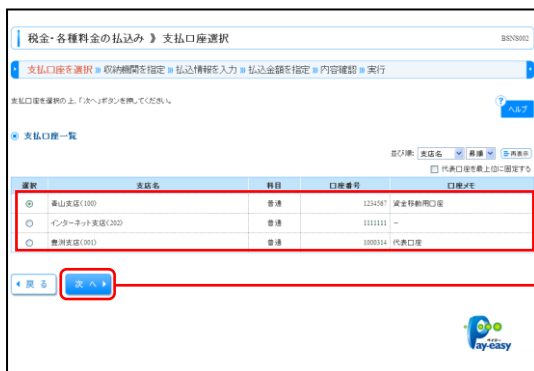 税金・各種料金の払込み 》 支払口座選択
BSNS002
支払口座を選択 » 収納機関を指定 » 払込情報を入力 » 払込金額を指定 » 内容確認 » 実行
支払口座を選択の上、「次へ」ボタンを押してください。
? ヘルプ
支払口座一覧
並び順: 支店名 昇順 再表示
代表口座を最上位に固定する
選択 支店名 科目 口座番号 口座メモ
香山支店(100) 普通 1234567 資金移動用口座
インターネット支店(202) 普通 1111111 -
豊洲支店(001) 普通 1000314 代表口座
戻る 次へ
ペイジー
Pay-easy